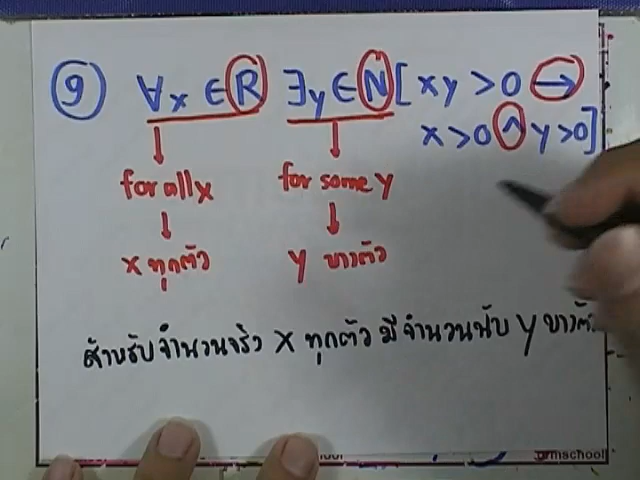 9 ∀x ∈ R ∃y ∈ N [xy > 0 →
x > 0 ∧ y > 0]
for all x for some y
x ทุกตัว y บางตัว
สำหรับจำนวนจริง x ทุกตัว มีจำนวนนับ y บางตัว